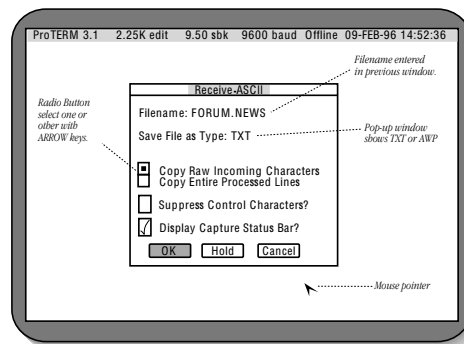 ProTERM 3.1 2.25K edit 9.50 sbk 9600 baud Offline 09-FEB-96 14:52:36
Filename entered
in previous window.
Receive-ASCII
Radio Button
select one or
other with
ARROW keys.
Filename: FORUM.NEWS
Save File as Type: TXT
Pop-up window
shows TXT or AWP
Copy Raw Incoming Characters
Copy Entire Processed Lines
Suppress Control Characters?
Display Capture Status Bar?
OK Hold Cancel
Mouse pointer